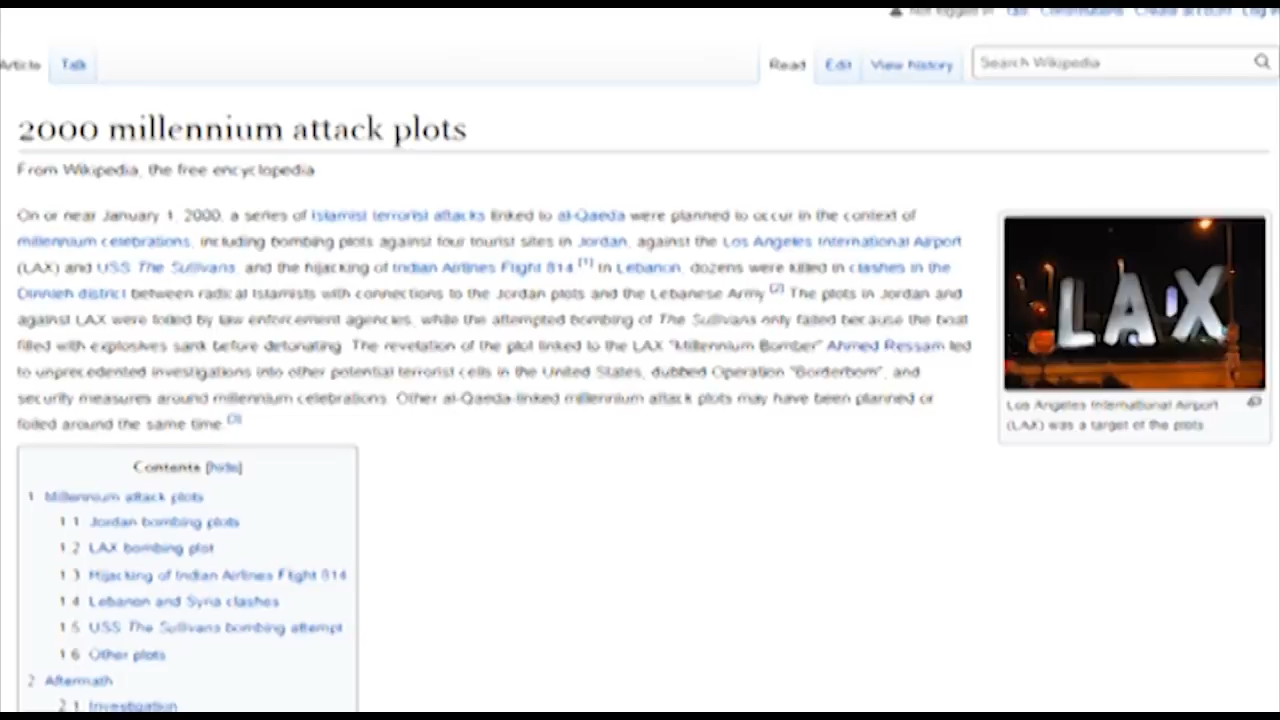 Not logged in Talk Contributions Create account Log in
Article Talk Read Edit View history Search Wikipedia
2000 millennium attack plots
From Wikipedia, the free encyclopedia
On or near January 1, 2000, a series of Islamist terrorist attacks linked to al-Qaeda were planned to occur in the context of
millennium celebrations, including bombing plots against four tourist sites in Jordan, against the Los Angeles International Airport
(LAX) and USS The Sullivans, and the hijacking of Indian Airlines Flight 814.[1] In Lebanon, dozens were killed in clashes in the
Dinnieh district between radical Islamists with connections to the Jordan plots and the Lebanese Army.[2] The plots in Jordan and
against LAX were foiled by law enforcement agencies, while the attempted bombing of The Sullivans only failed because the boat
filled with explosives sank before detonating. The revelation of the plot linked to the LAX "Millennium Bomber" Ahmed Ressam led
to unprecedented investigations into other potential terrorist cells in the United States, dubbed Operation "Borderbom", and
security measures around millennium celebrations. Other al-Qaeda-linked millennium attack plots may have been planned or
foiled around the same time.[3]
LAX
Los Angeles International Airport
(LAX) was a target of the plots
Contents [hide]
1 Millennium attack plots
1.1 Jordan bombing plots
1.2 LAX bombing plot
1.3 Hijacking of Indian Airlines Flight 814
1.4 Lebanon and Syria clashes
1.5 USS The Sullivans bombing attempt
1.6 Other plots
2 Aftermath
2.1 Investigation